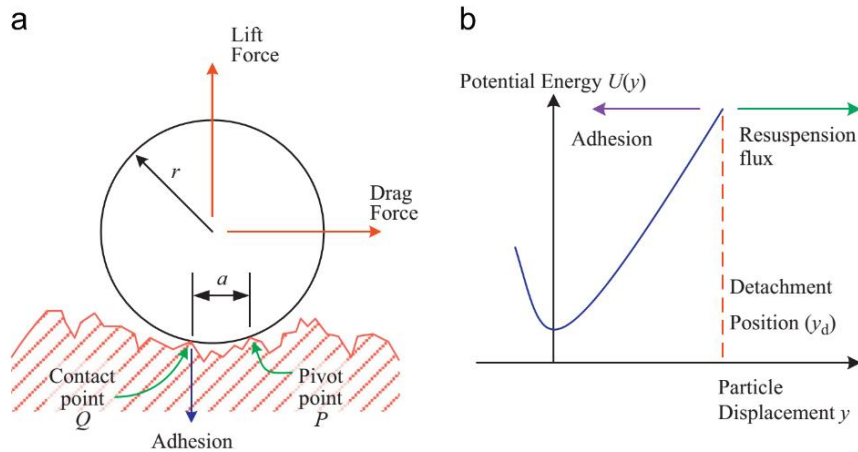 a
Lift
Force
r
Drag
Force
a
Contact
point
Q
Pivot
point
P
Adhesion
b
Potential Energy U(y)
Adhesion
Resuspension
flux
Detachment
Position (yd)
Particle
Displacement y